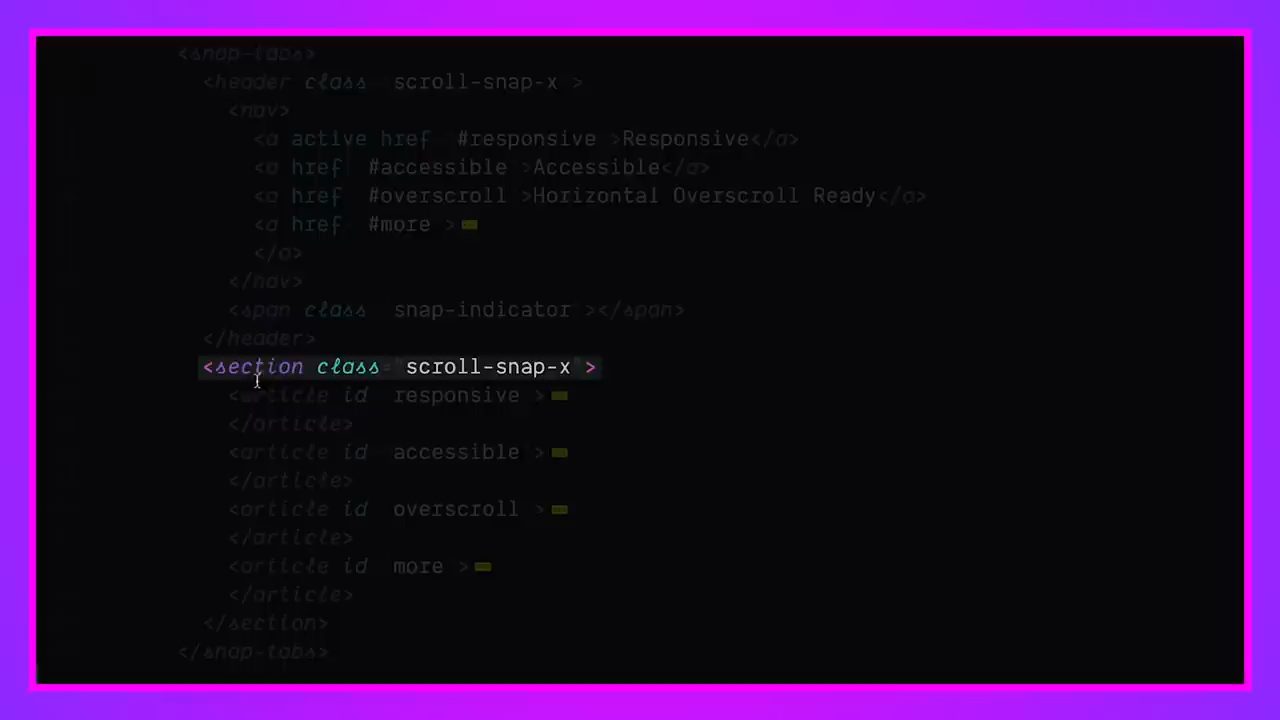 <snap-tabs>
<header class scroll-snap-x >
<nav>
<a active href #responsive >Responsive</a>
<a href #accessible >Accessible</a>
<a href #overscroll >Horizontal Overscroll Ready</a>
<a href #more >
</a>
</nav>
<span class snap-indicator ></span>
</header>
<section class="scroll-snap-x">
<article id responsive >
</article>
<article id accessible >
</article>
<article id overscroll >
</article>
<article id more >
</article>
</section>
</snap-tabs>